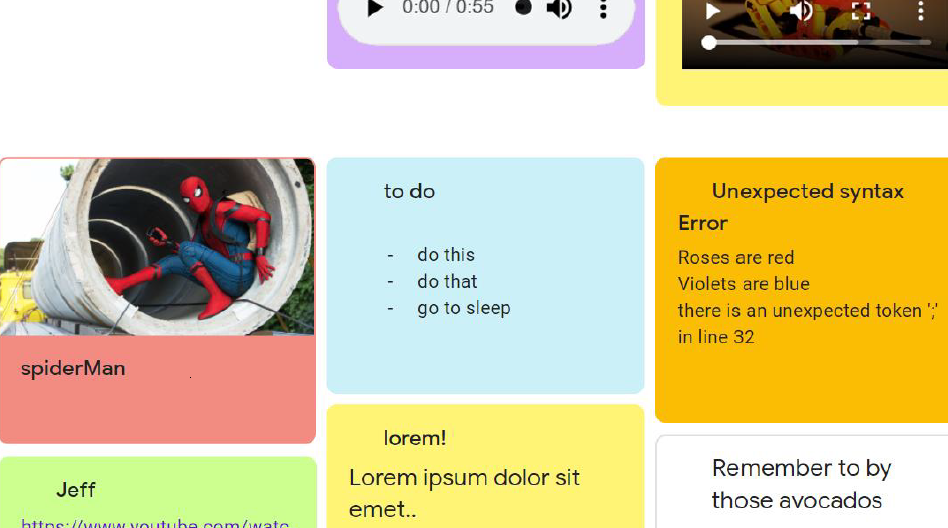 0:00 / 0:55
spiderMan
Jeff
https://www.youtube.com/watc
to do
- do this
- do that
- go to sleep
lorem!
Lorem ipsum dolor sit
emet..
Unexpected syntax
Error
Roses are red
Violets are blue
there is an unexpected token ';'
in line 32
Remember to by
those avocados